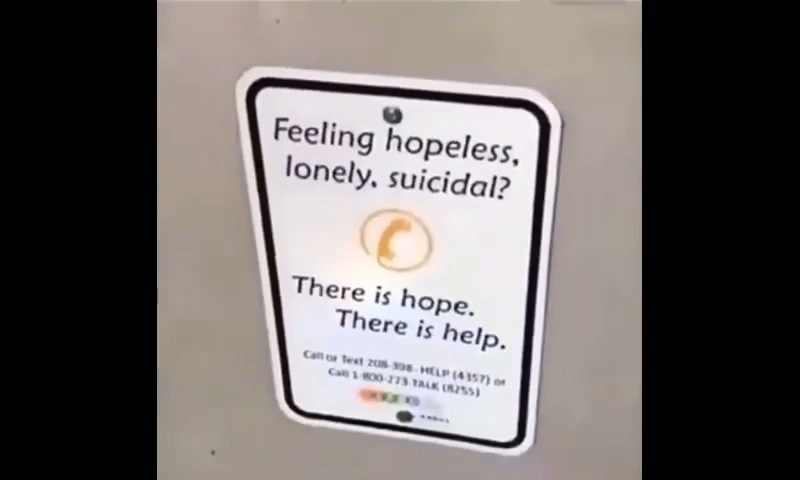 Feeling hopeless,
lonely, suicidal?
There is hope.
There is help.
Call or Text 208-398-HELP (4357) or
Call 1-800-273 TALK (8255)